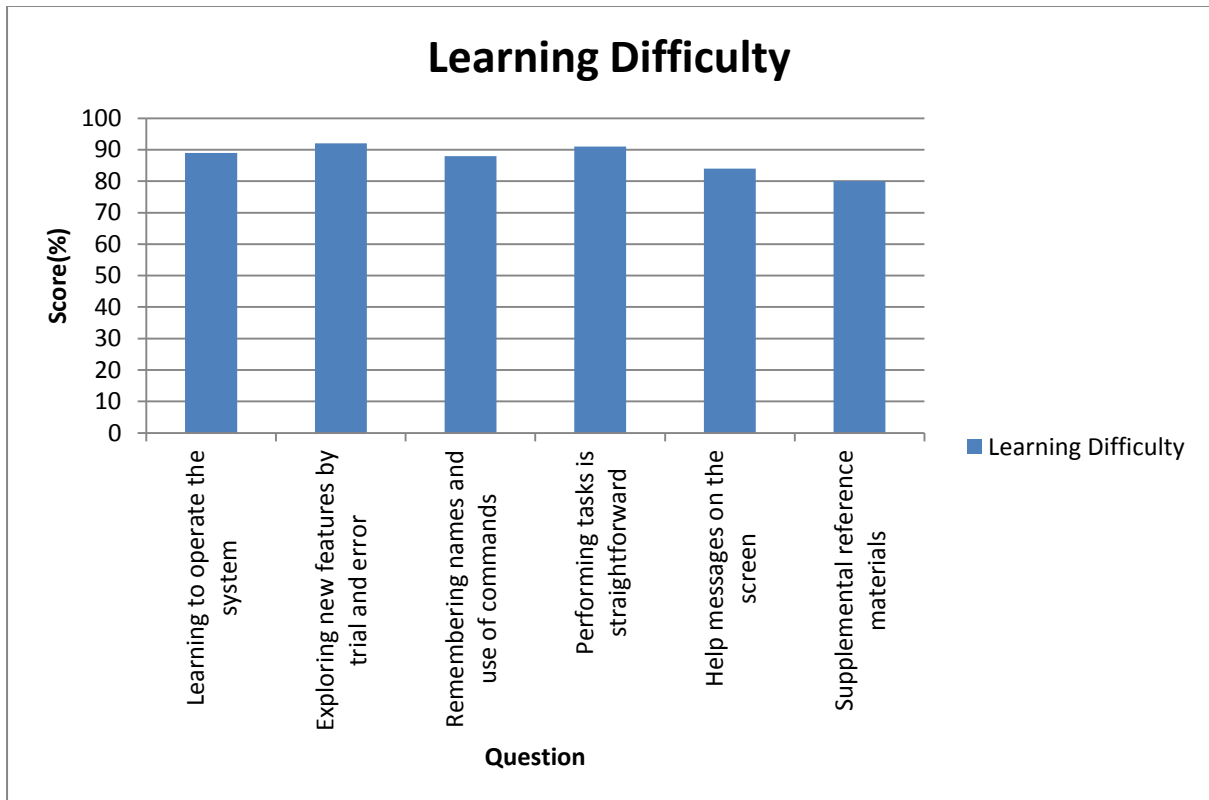 Learning Difficulty
Score(%)
100
90
80
70
60
50
40
30
20
10
0
Learning to operate the
system
Exploring new features by
trial and error
Remembering names and
use of commands
Performing tasks is
straightforward
Help messages on the
screen
Supplemental reference
materials
Question
Learning Difficulty